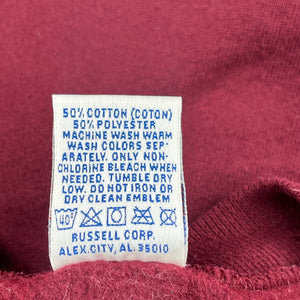 50% COTTON (COTON)
50% POLYESTER
MACHINE WASH WARM
WASH COLORS SEP-
ARATELY. ONLY NON-
CHLORINE BLEACH WHEN
NEEDED. TUMBLE DRY
LOW. DO NOT IRON OR
DRY CLEAN EMBLEM
40
RUSSELL CORP.
ALEX. CITY, AL. 35010